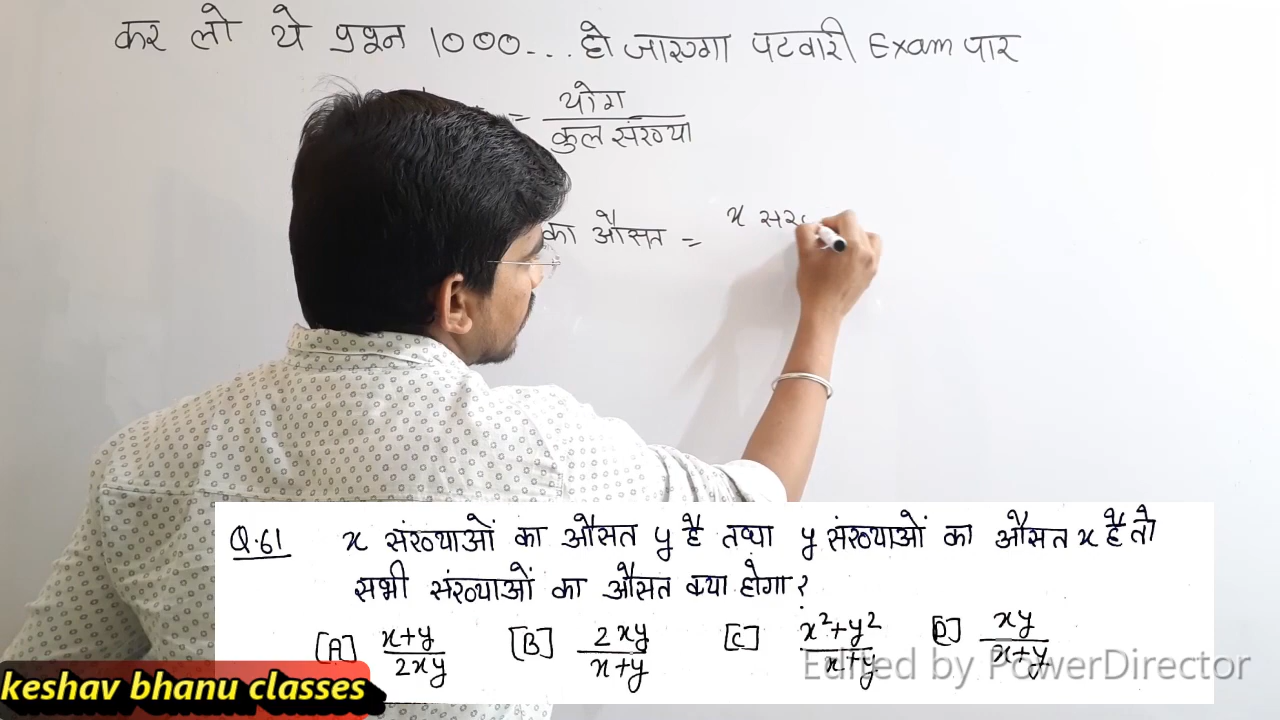 कर लो ये प्रश्न 1000... हो जाएगा पटवारी Exam पार
= योग
कुल संख्या
का औसत = x सख
Q.61 x संख्याओं का औसत y है तथा y संख्याओं का औसत x है तो
सभी संख्याओं का औसत क्या होगा ?
[A] x+y/2xy [B] 2xy/x+y [C] x²+y²/x+y [D] xy/x+y
Edited by PowerDirector
keshav bhanu classes